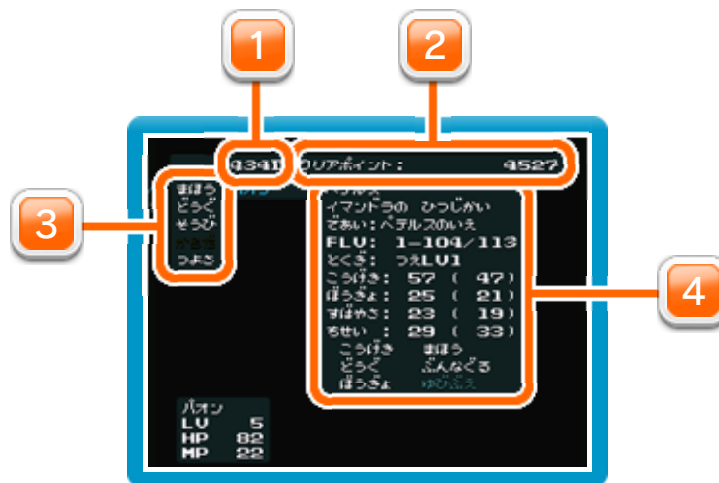 1
2
434D クリアポイント: 4527
3
まほう
どうぐ
そうび
つよさ
イマンドラの ひつじかい
であい:ペテルスのいえ
FLV: 1-104/113
とくぎ: つえLV1
こうげき: 57 ( 47)
ぼうぎょ: 25 ( 21)
すばやさ: 23 ( 19)
ちせい : 29 ( 33)
こうげき まほう
どうぐ ぶんなぐる
ぼうぎょ ゆびぶえ
4
パオン
LV 5
HP 82
MP 22